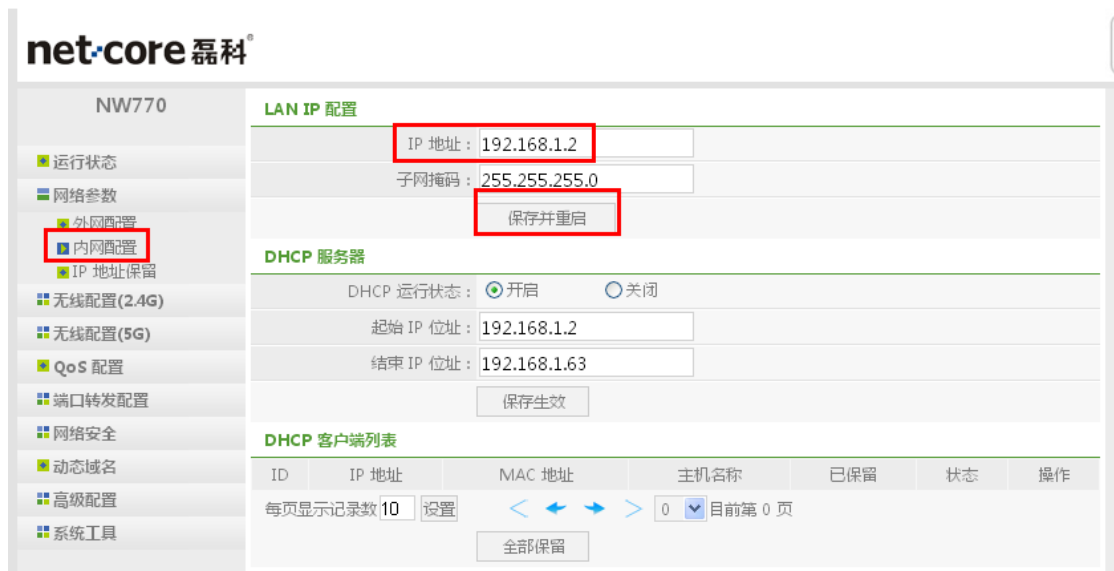 net·core 磊科®
NW770
运行状态
网络参数
外网配置
内网配置
IP 地址保留
无线配置(2.4G)
无线配置(5G)
QoS 配置
端口转发配置
网络安全
动态域名
高级配置
系统工具
LAN IP 配置
IP 地址: 192.168.1.2
子网掩码: 255.255.255.0
保存并重启
DHCP 服务器
DHCP 运行状态: 开启 关闭
起始 IP 位址: 192.168.1.2
结束 IP 位址: 192.168.1.63
保存生效
DHCP 客户端列表
ID IP 地址 MAC 地址 主机名称 已保留 状态 操作
每页显示记录数 10 设置 0 目前第 0 页
全部保留